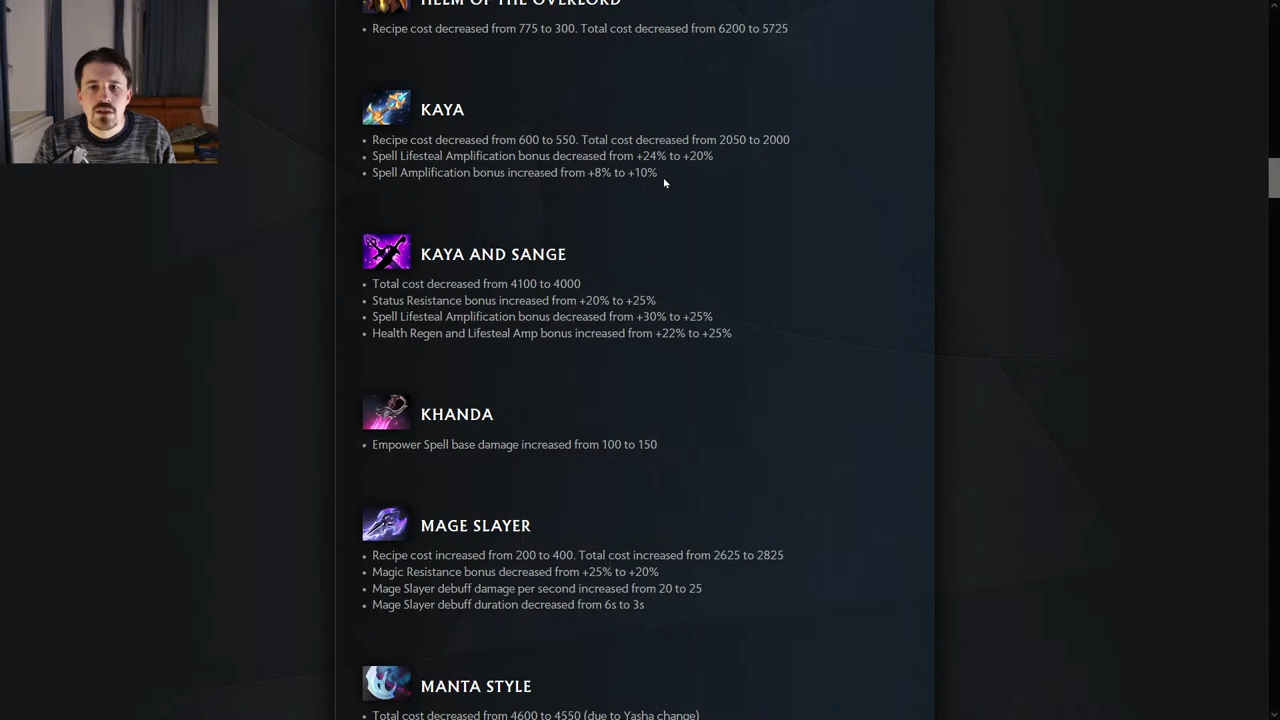 HELM OF THE OVERLORD
• Recipe cost decreased from 775 to 300. Total cost decreased from 6200 to 5725
KAYA
• Recipe cost decreased from 600 to 550. Total cost decreased from 2050 to 2000
• Spell Lifesteal Amplification bonus decreased from +24% to +20%
• Spell Amplification bonus increased from +8% to +10%
KAYA AND SANGE
• Total cost decreased from 4100 to 4000
• Status Resistance bonus increased from +20% to +25%
• Spell Lifesteal Amplification bonus decreased from +30% to +25%
• Health Regen and Lifesteal Amp bonus increased from +22% to +25%
KHANDA
• Empower Spell base damage increased from 100 to 150
MAGE SLAYER
• Recipe cost increased from 200 to 400. Total cost increased from 2625 to 2825
• Magic Resistance bonus decreased from +25% to +20%
• Mage Slayer debuff damage per second increased from 20 to 25
• Mage Slayer debuff duration decreased from 6s to 3s
MANTA STYLE
• Total cost decreased from 4600 to 4550 (due to Yasha change)